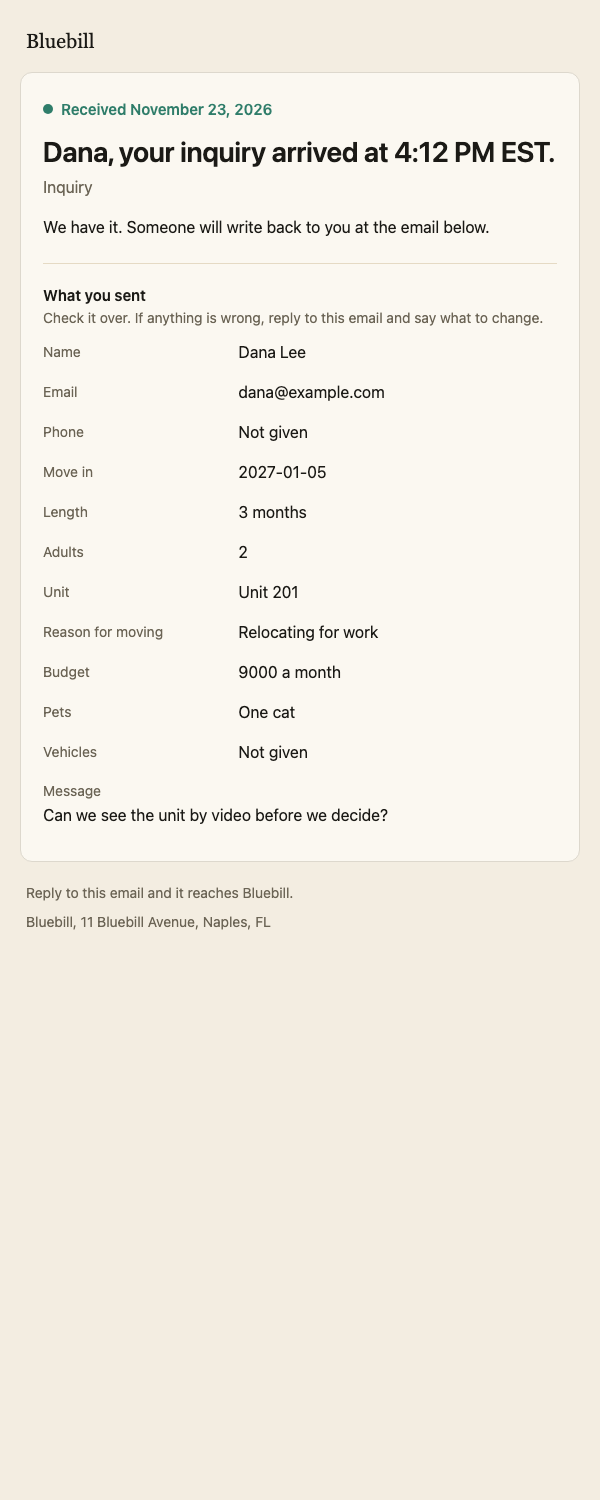 Bluebill
Received November 23, 2026
Dana, your inquiry arrived at 4:12 PM EST.
Inquiry
We have it. Someone will write back to you at the email below.
What you sent
Check it over. If anything is wrong, reply to this email and say what to change.
Name Dana Lee
Email dana@example.com
Phone Not given
Move in 2027-01-05
Length 3 months
Adults 2
Unit Unit 201
Reason for moving Relocating for work
Budget 9000 a month
Pets One cat
Vehicles Not given
Message
Can we see the unit by video before we decide?
Reply to this email and it reaches Bluebill.
Bluebill, 11 Bluebill Avenue, Naples, FL